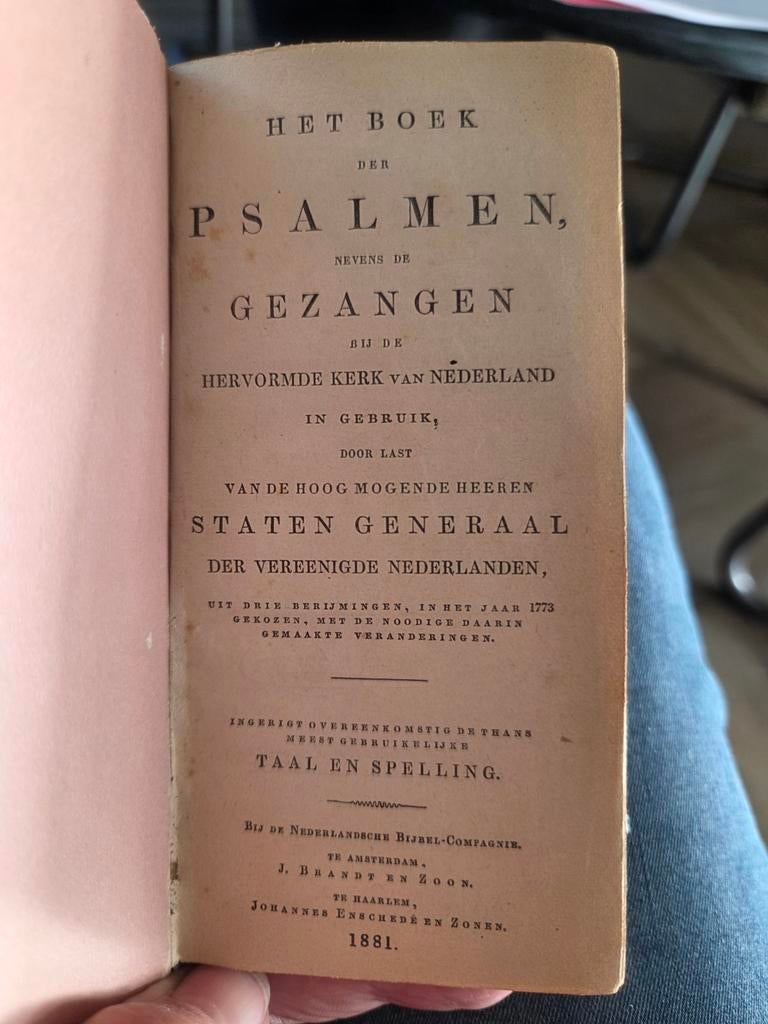 HET BOEK
DER
PSALMEN,
NEVENS DE
GEZANGEN
BIJ DE
HERVORMDE KERK VAN NEDERLAND
IN GEBRUIK,
DOOR LAST
VAN DE HOOG MOGENDE HEEREN
STATEN GENERAAL
DER VEREENIGDE NEDERLANDEN,
UIT DRIE BERIJMINGEN, IN HET JAAR 1773
GEKOZEN, MET DE NOODIGE DAARIN
GEMAAKTE VERANDERINGEN.
INGERIGT OVEREENKOMSTIG DE THANS
MEEST GEBRUIKELIJKE
TAAL EN SPELLING.
BIJ DE NEDERLANDSCHE BIJBEL-COMPAGNIE.
TE AMSTERDAM,
J. BRANDT EN ZOON.
TE HAARLEM,
JOHANNES ENSCHEDÉ EN ZONEN.
1881.